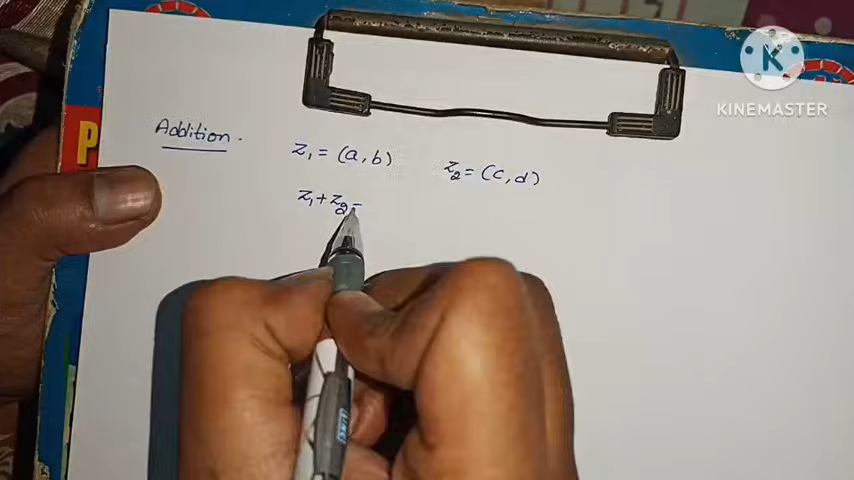 KINEMASTER
Addition.
z₁ = (a, b) z₂ = (c, d)
z₁ + z₂ =